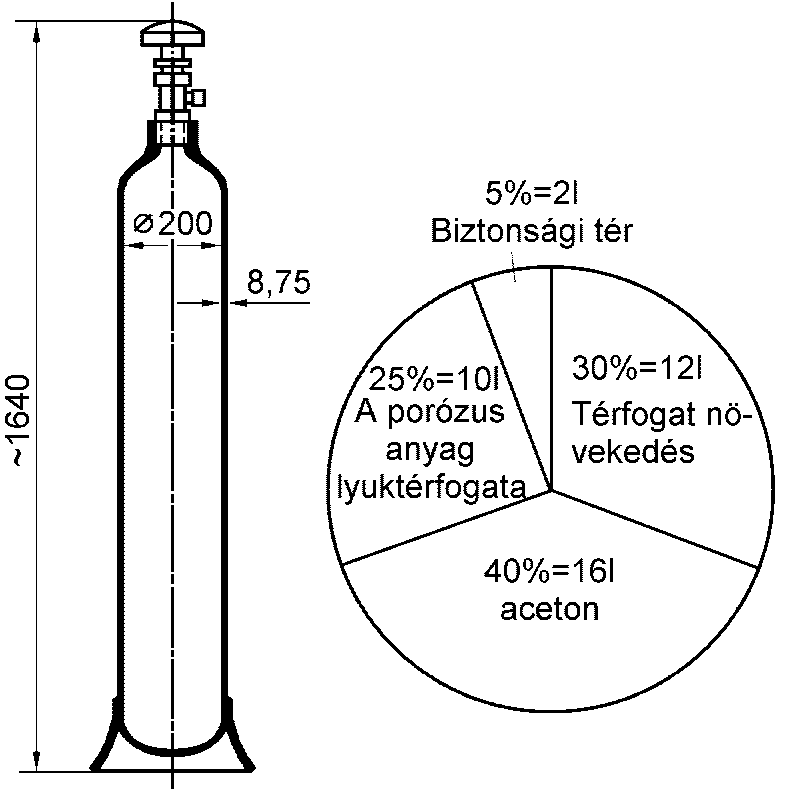 ⌀200
8,75
~1640
5%=2l
Biztonsági tér
30%=12l
Térfogat nö-
vekedés
25%=10l
A porózus
anyag
lyuktérfogata
40%=16l
aceton